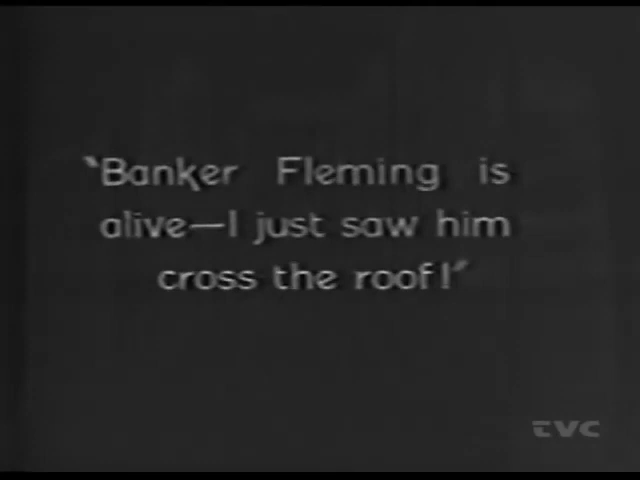 "Banker Fleming is
alive—I just saw him
cross the roof!"
TVC